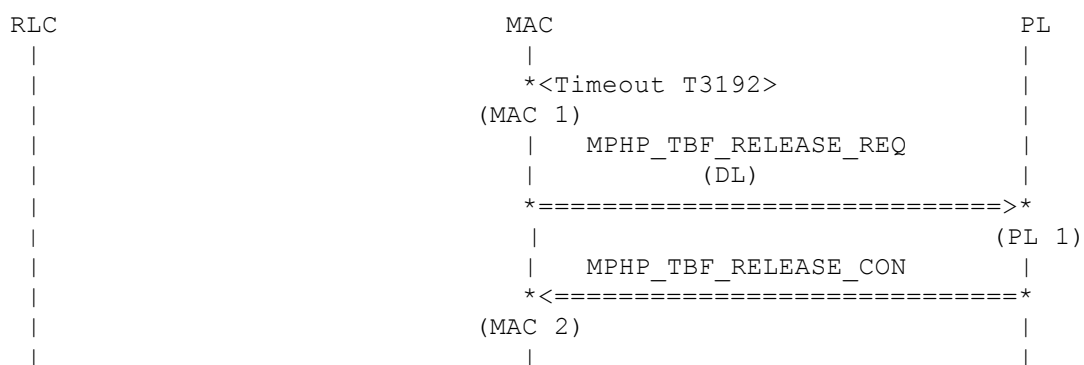 RLC MAC PL
| | |
| *<Timeout T3192> |
| (MAC 1) |
| | MPHP_TBF_RELEASE_REQ |
| | (DL) |
| *=============================>*
| | (PL 1)
| | MPHP_TBF_RELEASE_CON |
| *<=============================*
| (MAC 2) |
| | |